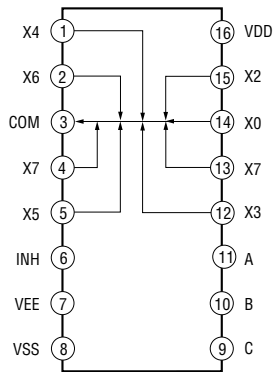 X4 1 16 VDD
X6 2 15 X2
COM 3 14 X0
X7 4 13 X7
X5 5 12 X3
INH 6 11 A
VEE 7 10 B
VSS 8 9 C